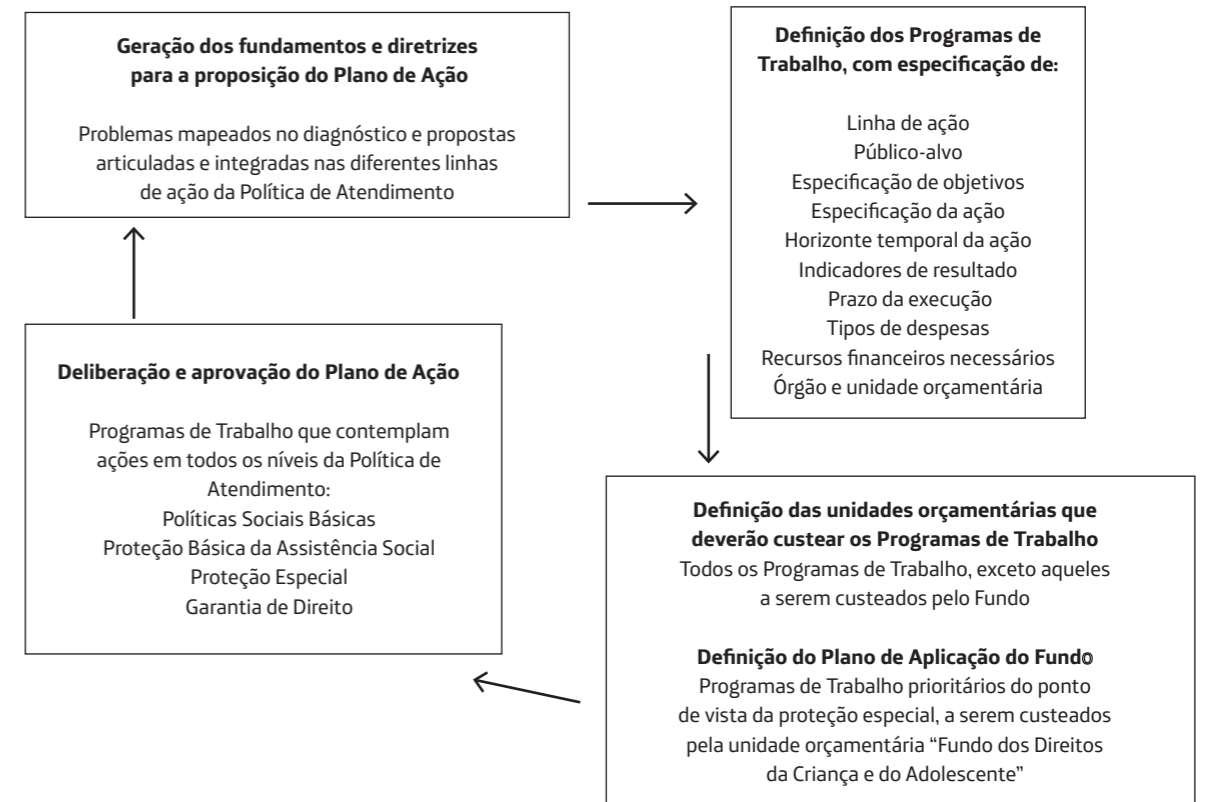 Geração dos fundamentos e diretrizes
para a proposição do Plano de Ação
Problemas mapeados no diagnóstico e propostas
articuladas e integradas nas diferentes linhas
de ação da Política de Atendimento
Definição dos Programas de
Trabalho, com especificação de:
Linha de ação
Público-alvo
Especificação de objetivos
Especificação da ação
Horizonte temporal da ação
Indicadores de resultado
Prazo da execução
Tipos de despesas
Recursos financeiros necessários
Órgão e unidade orçamentária
Definição das unidades orçamentárias que
deverão custear os Programas de Trabalho
Todos os Programas de Trabalho, exceto aqueles
a serem custeados pelo Fundo
Definição do Plano de Aplicação do Fundo
Programas de Trabalho prioritários do ponto
de vista da proteção especial, a serem custeados
pela unidade orçamentária “Fundo dos Direitos
da Criança e do Adolescente”
Deliberação e aprovação do Plano de Ação
Programas de Trabalho que contemplam
ações em todos os níveis da Política de
Atendimento:
Políticas Sociais Básicas
Proteção Básica da Assistência Social
Proteção Especial
Garantia de Direito